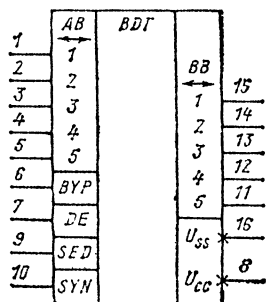 AB BDT
1 1
2 2 BB
3 3 1 15
4 4 2 14
5 5 3 13
6 BYP 4 12
7 DE 5 11
9 SED Uss 16
10 SYN Ucc 8